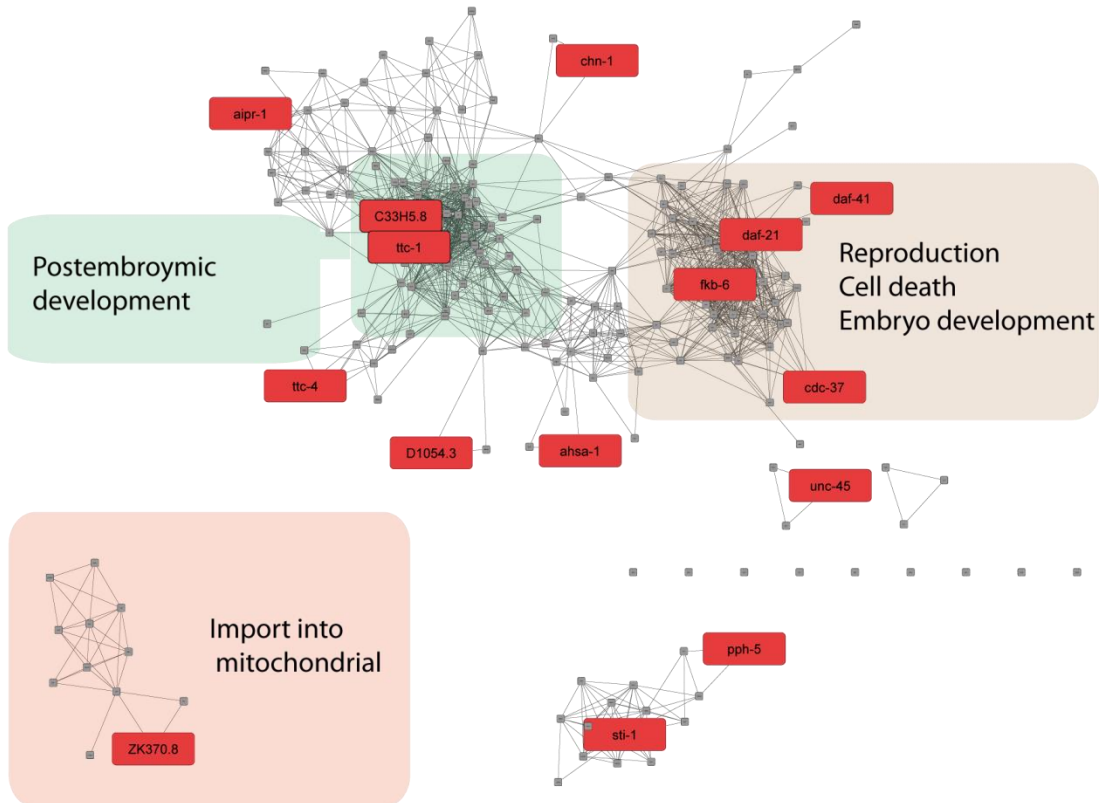 chn-1
aipr-1
C33H5.8
ttc-1
daf-41
daf-21
fkb-6
Postembroymic
development
Reproduction
Cell death
Embryo development
ttc-4
cdc-37
D1054.3
ahsa-1
unc-45
Import into
mitochondrial
pph-5
sti-1
ZK370.8